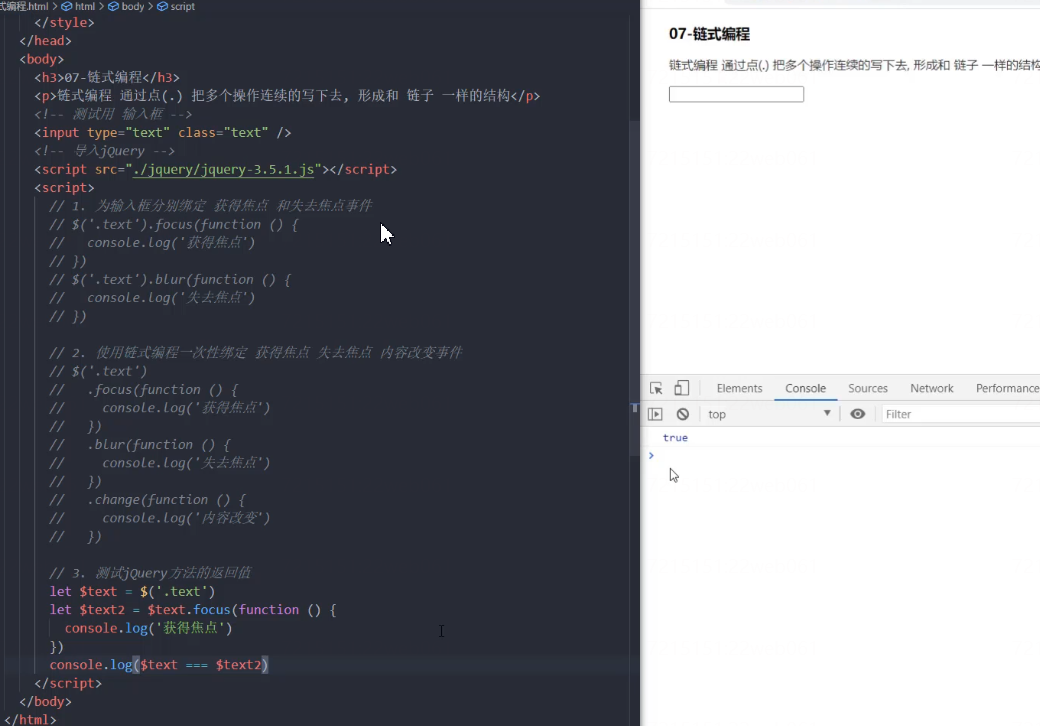 式编程.html > html > body > script
</style>
</head>
<body>
<h3>07-链式编程</h3>
<p>链式编程 通过点(.) 把多个操作连续的写下去, 形成和 链子 一样的结构</p>
<!-- 测试用 输入框 -->
<input type="text" class="text" />
<!-- 导入jQuery -->
<script src="./jquery/jquery-3.5.1.js"></script>
<script>
// 1. 为输入框分别绑定 获得焦点 和失去焦点事件
// $('.text').focus(function () {
//   console.log('获得焦点')
// })
// $('.text').blur(function () {
//   console.log('失去焦点')
// })
// 2. 使用链式编程一次性绑定 获得焦点 失去焦点 内容改变事件
// $('.text')
//   .focus(function () {
//     console.log('获得焦点')
//   })
//   .blur(function () {
//     console.log('失去焦点')
//   })
//   .change(function () {
//     console.log('内容改变')
//   })
// 3. 测试jQuery方法的返回值
let $text = $('.text')
let $text2 = $text.focus(function () {
console.log('获得焦点')
})
console.log($text === $text2)
</script>
</body>
</html>
07-链式编程
链式编程 通过点(.) 把多个操作连续的写下去, 形成和 链子 一样的结构
Elements Console Sources Network Performance
top Filter
true